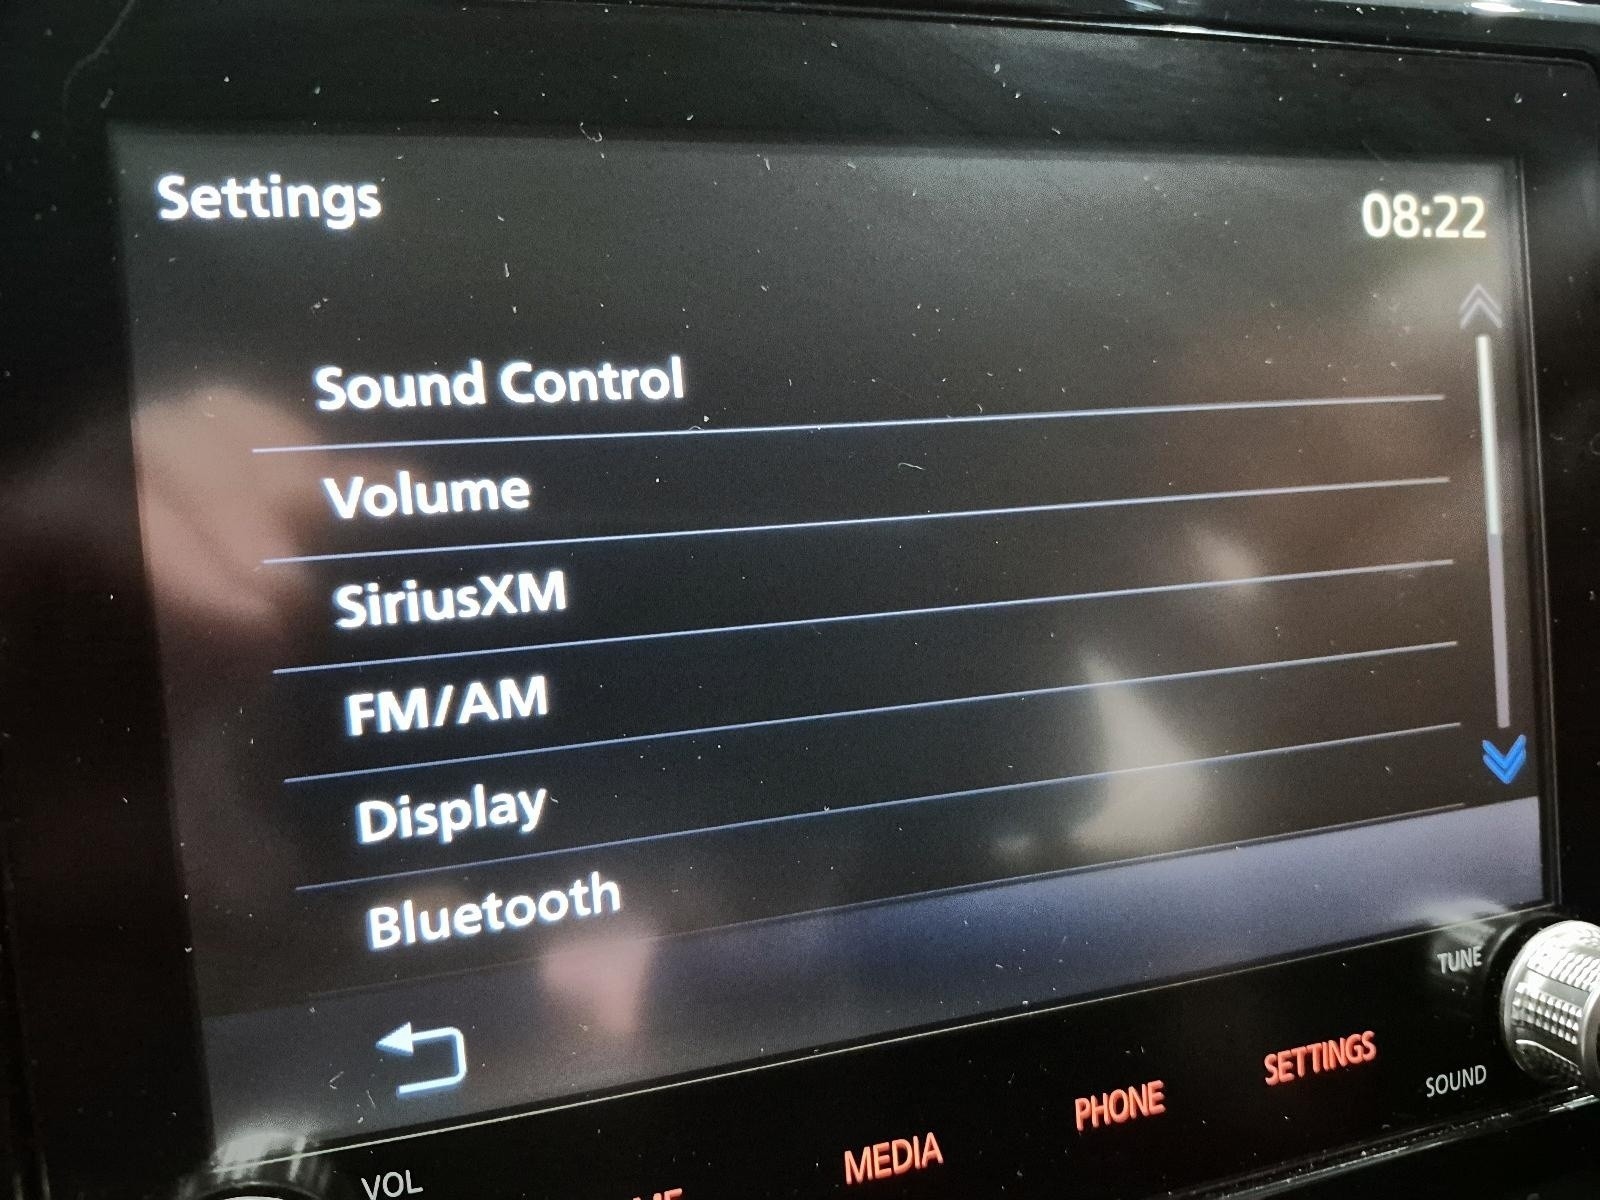 Settings
08:22
Sound Control
Volume
SiriusXM
FM/AM
Display
Bluetooth
TUNE
SETTINGS
SOUND
PHONE
MEDIA
VOL